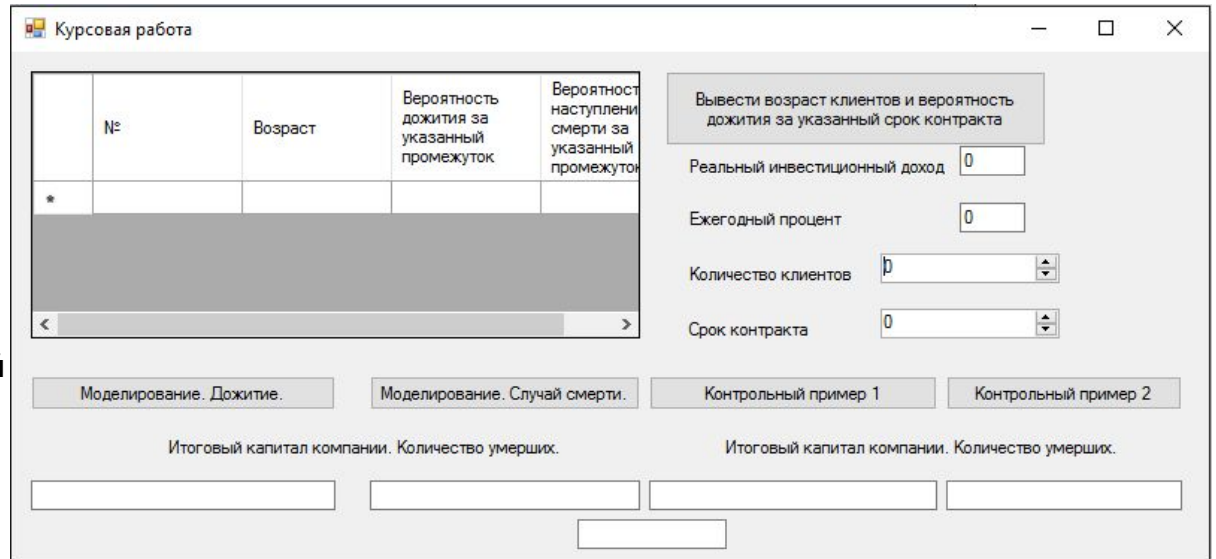 Курсовая работа
№
Возраст
Вероятность
дожития за
указанный
промежуток
Вероятност
наступлени
смерти за
указанный
промежуток
*
Вывести возраст клиентов и вероятность
дожития за указанный срок контракта
Реальный инвестиционный доход 0
Ежегодный процент 0
Количество клиентов 0
Срок контракта 0
Моделирование. Дожитие. Моделирование. Случай смерти. Контрольный пример 1 Контрольный пример 2
Итоговый капитал компании. Количество умерших. Итоговый капитал компании. Количество умерших.